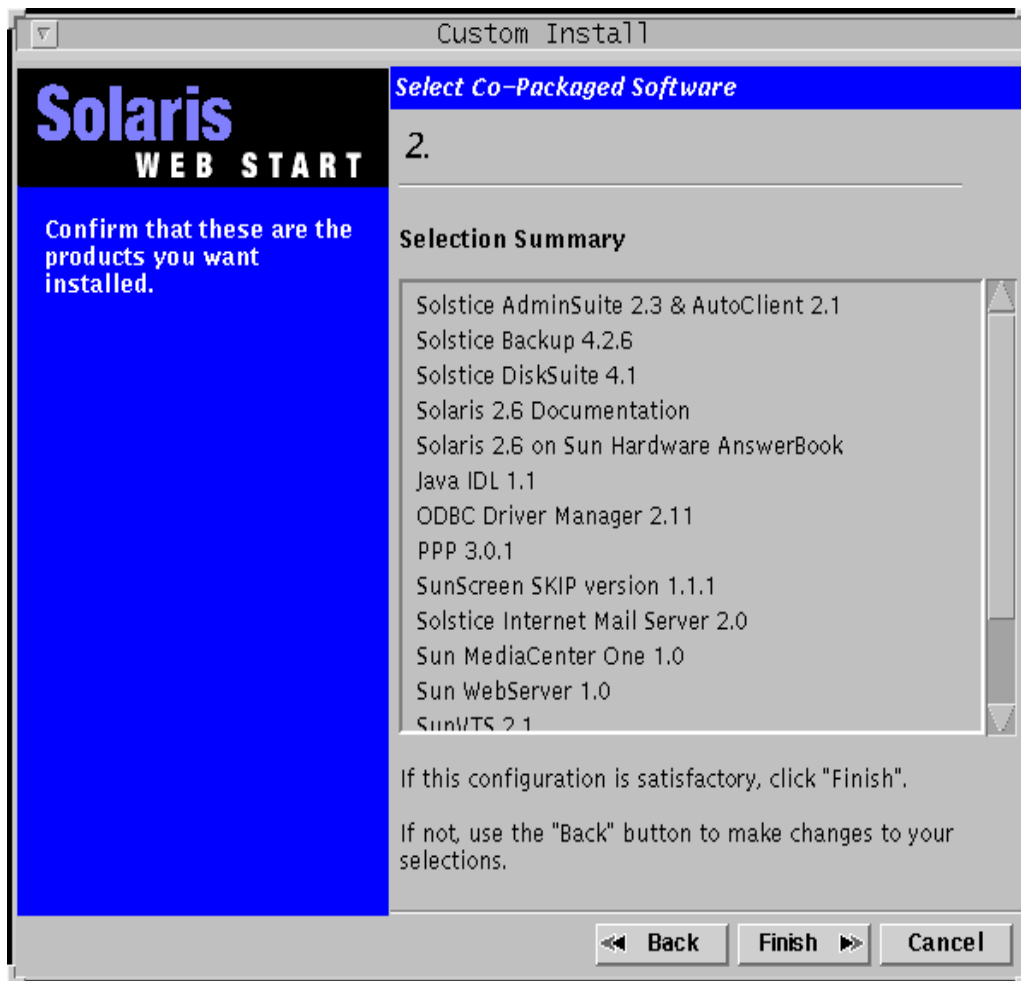 Custom Install
Solaris
WEB START
Confirm that these are the
products you want
installed.
Select Co-Packaged Software
2.
Selection Summary
Solstice AdminSuite 2.3 & AutoClient 2.1
Solstice Backup 4.2.6
Solstice DiskSuite 4.1
Solaris 2.6 Documentation
Solaris 2.6 on Sun Hardware AnswerBook
Java IDL 1.1
ODBC Driver Manager 2.11
PPP 3.0.1
SunScreen SKIP version 1.1.1
Solstice Internet Mail Server 2.0
Sun MediaCenter One 1.0
Sun WebServer 1.0
SunVTS 2.1
If this configuration is satisfactory, click "Finish".
If not, use the "Back" button to make changes to your
selections.
Back
Finish
Cancel